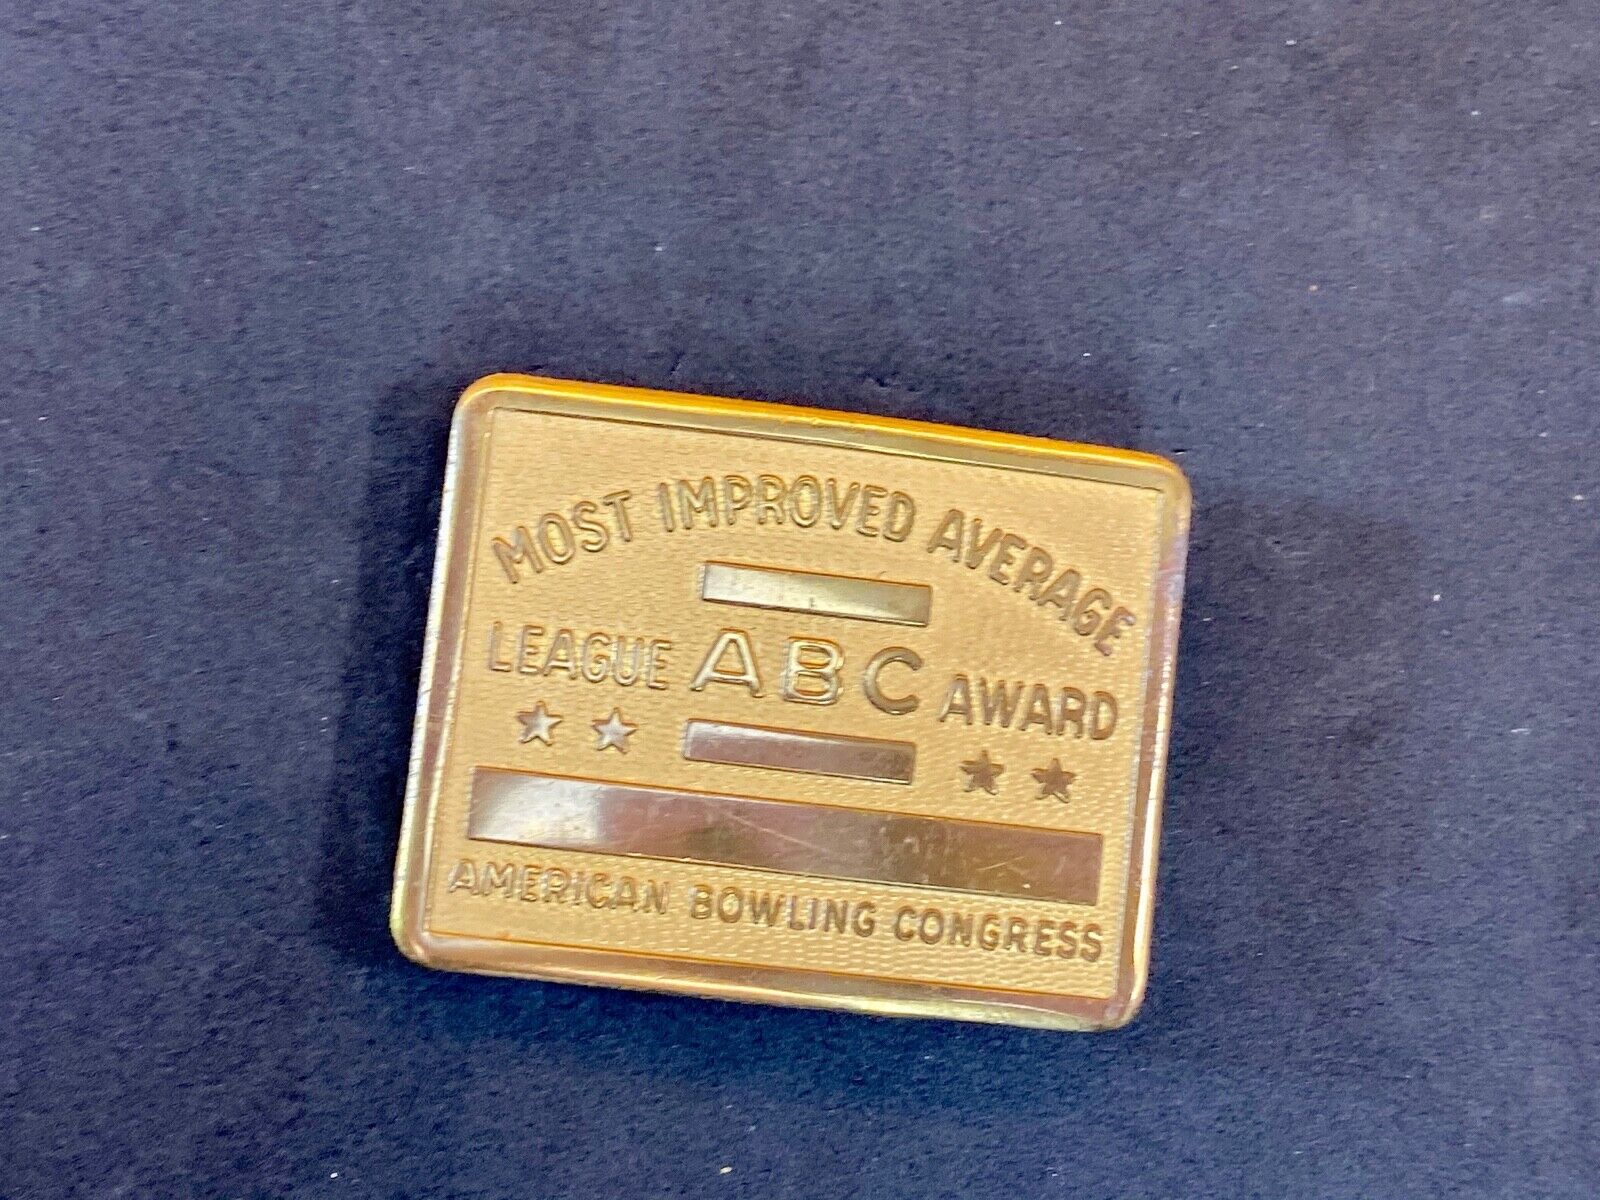 MOST IMPROVED AVERAGE
LEAGUE ABC AWARD
AMERICAN BOWLING CONGRESS